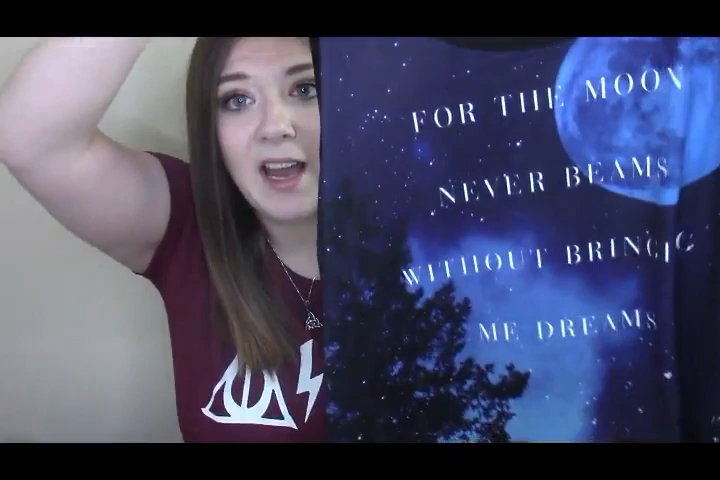 FOR THE MOON
NEVER BEAMS
WITHOUT BRINGING
ME DREAMS